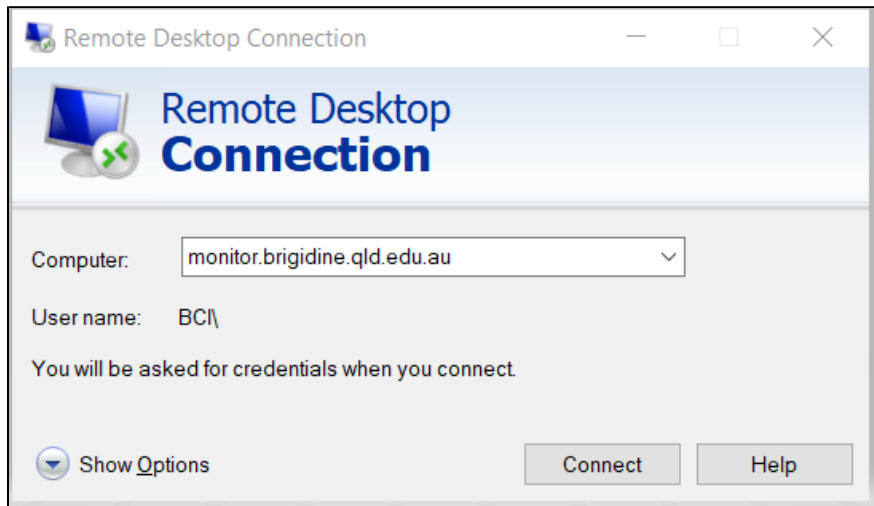 Remote Desktop Connection
Remote Desktop
Connection
Computer: monitor.brigidine.qld.edu.au
User name: BCI\
You will be asked for credentials when you connect.
Show Options Connect Help